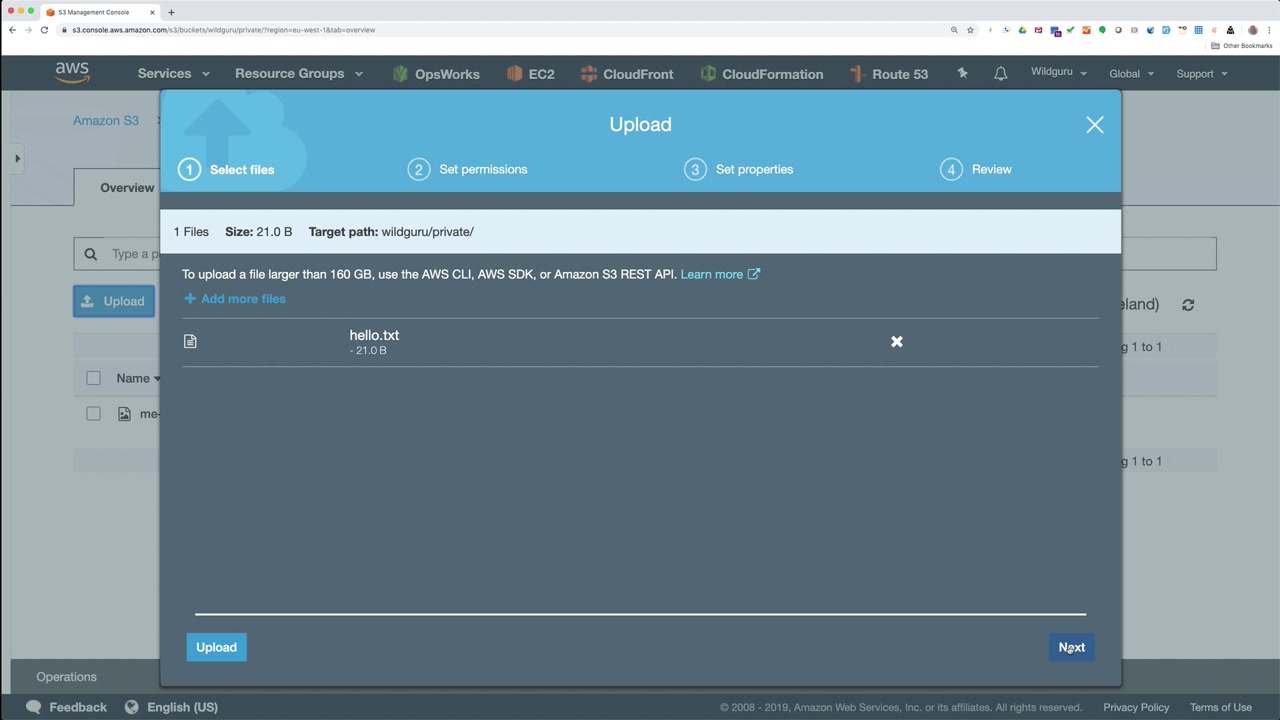 S3 Management Console
s3.console.aws.amazon.com/s3/buckets/wildguru/private/?region=eu-west-1&tab=overview
Other Bookmarks
aws Services Resource Groups OpsWorks EC2 CloudFront CloudFormation Route 53 Wildguru Global Support
Amazon S3
Upload
1 Select files 2 Set permissions 3 Set properties 4 Review
Overview
1 Files Size: 21.0 B Target path: wildguru/private/
Type a p
To upload a file larger than 160 GB, use the AWS CLI, AWS SDK, or Amazon S3 REST API. Learn more
+ Add more files
Upload
eland)
hello.txt
- 21.0 B
g 1 to 1
Name
me-
g 1 to 1
Upload
Next
Operations
Feedback English (US) © 2008 - 2019, Amazon Web Services, Inc. or its affiliates. All rights reserved. Privacy Policy Terms of Use